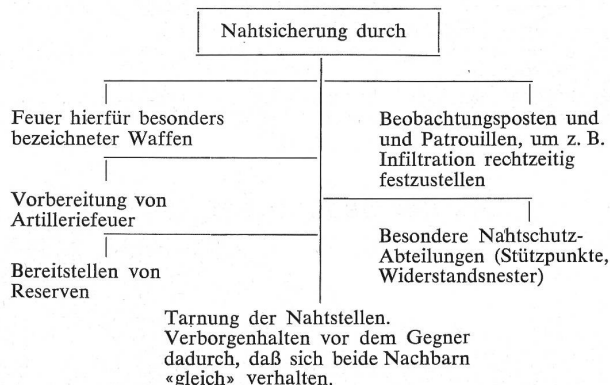 Nahtsicherung durch
Feuer hierfür besonders
bezeichneter Waffen
Vorbereitung von
Artilleriefeuer
Bereitstellen von
Reserven
Beobachtungsposten und
und Patrouillen, um z. B.
Infiltration rechtzeitig
festzustellen
Besondere Nahtschutz-
Abteilungen (Stützpunkte,
Widerstandsnester)
Tarnung der Nahtstellen.
Verborgenhalten vor dem Gegner
dadurch, daß sich beide Nachbarn
«gleich» verhalten.